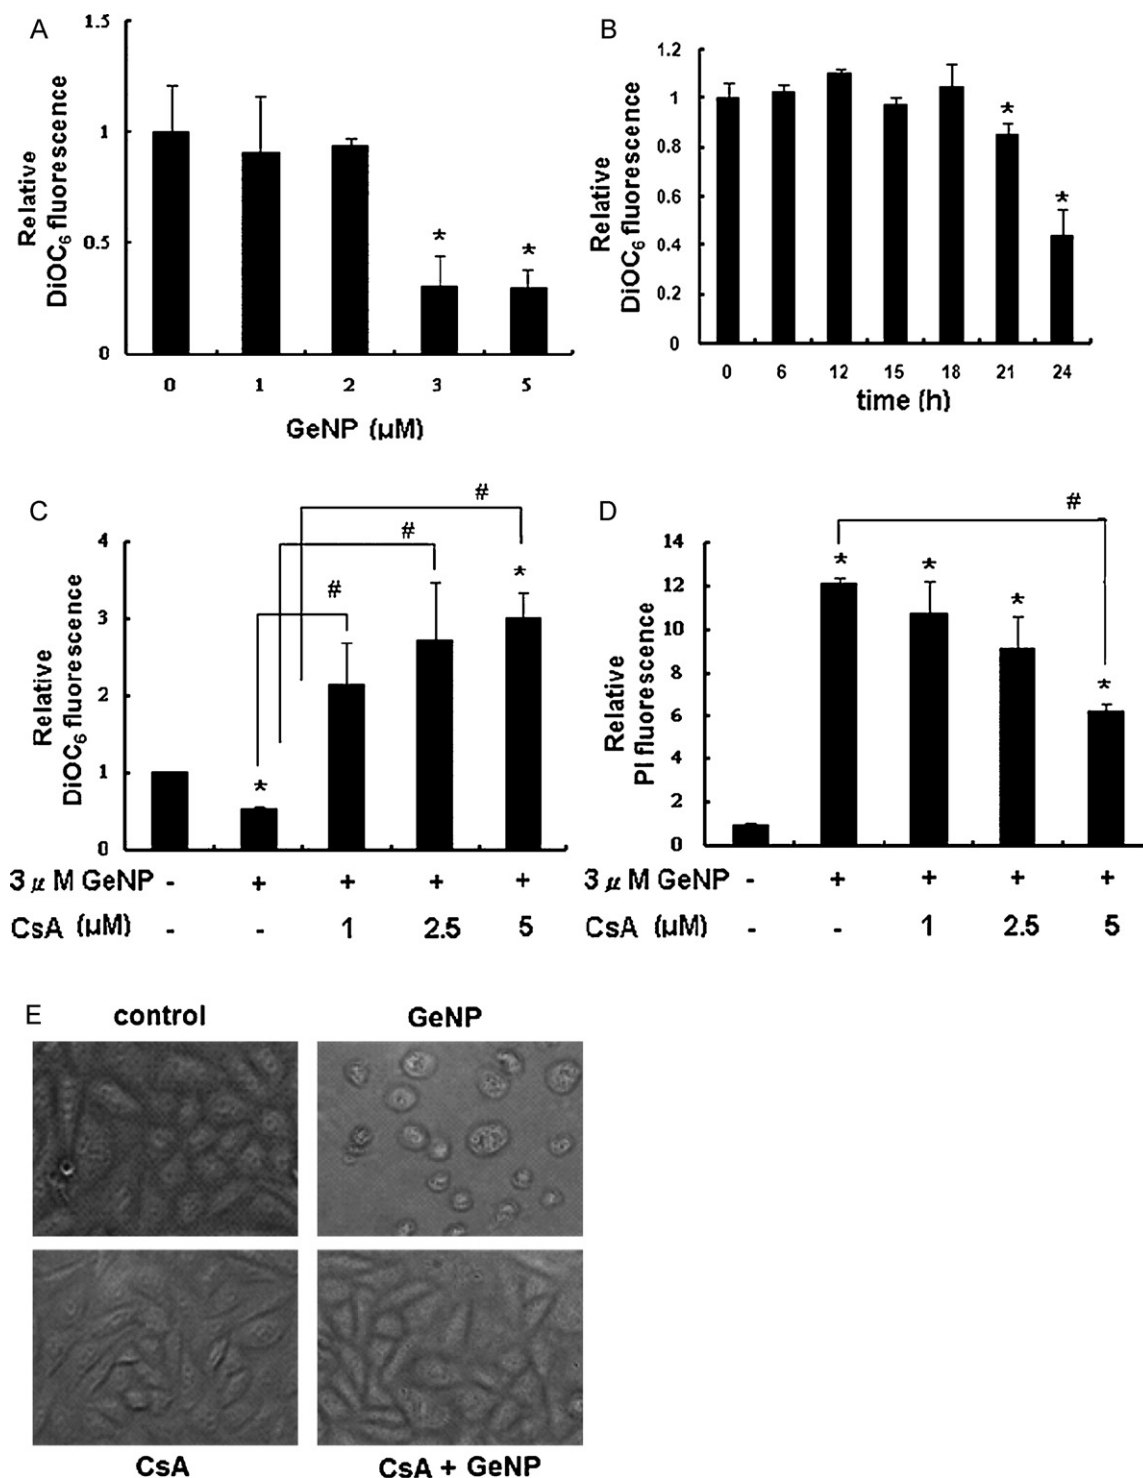 A
1.5
1
0.5
0
Relative
DiOC6 fluorescence
* *
0 1 2 3 5
GeNP (μM)
B
1.2
1
0.8
0.6
0.4
0.2
0
Relative
DiOC6 fluorescence
*
*
0 6 12 15 18 21 24
time (h)
C
4
3
2
1
0
Relative
DiOC6 fluorescence
#
#
#
*
*
3 μ M GeNP - + + + +
CsA (μM) - - 1 2.5 5
D
14
12
10
8
6
4
2
0
Relative
PI fluorescence
#
* * * *
3 μ M GeNP - + + + +
CsA (μM) - - 1 2.5 5
E
control GeNP
CsA CsA + GeNP